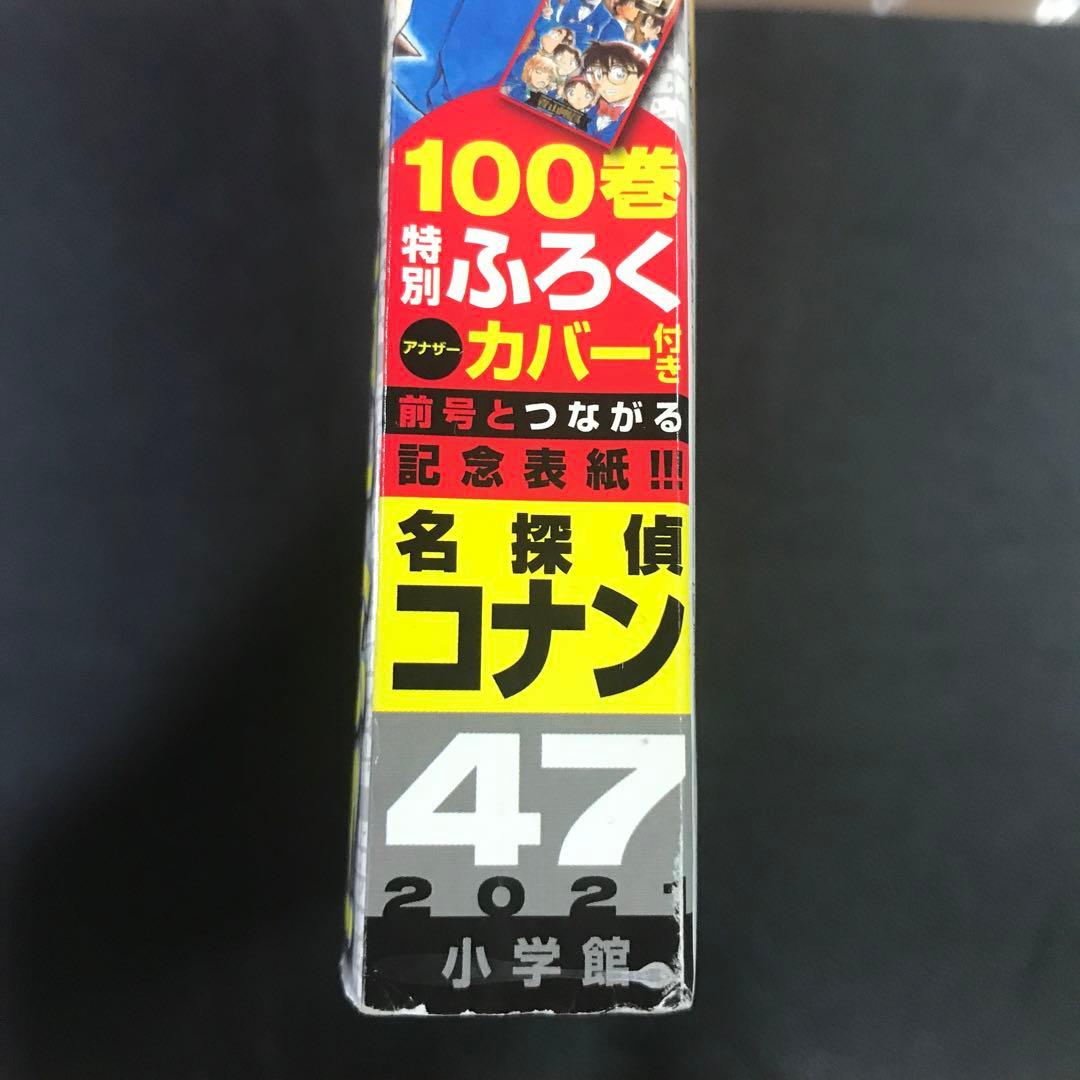 100巻
特別ふろく
アナザーカバー付き
前号とつながる
記念表紙!!!
名探偵
コナン
47
2021
小学館